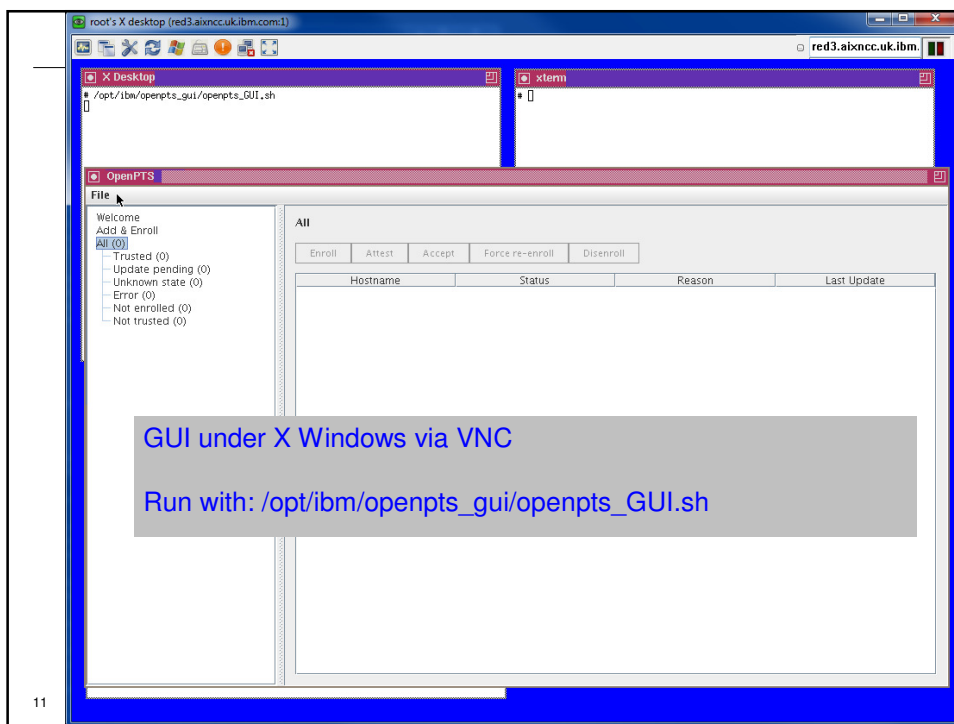 root's X desktop (red3.aixncc.uk.ibm.com:1)
red3.aixncc.uk.ibm.
X Desktop
# /opt/ibm/openpts_gui/openpts_GUI.sh
xterm
#
OpenPTS
File
Welcome
Add & Enroll
All (0)
Trusted (0)
Update pending (0)
Unknown state (0)
Error (0)
Not enrolled (0)
Not trusted (0)
All
Enroll Attest Accept Force re-enroll Disenroll
Hostname Status Reason Last Update
GUI under X Windows via VNC
Run with: /opt/ibm/openpts_gui/openpts_GUI.sh
11